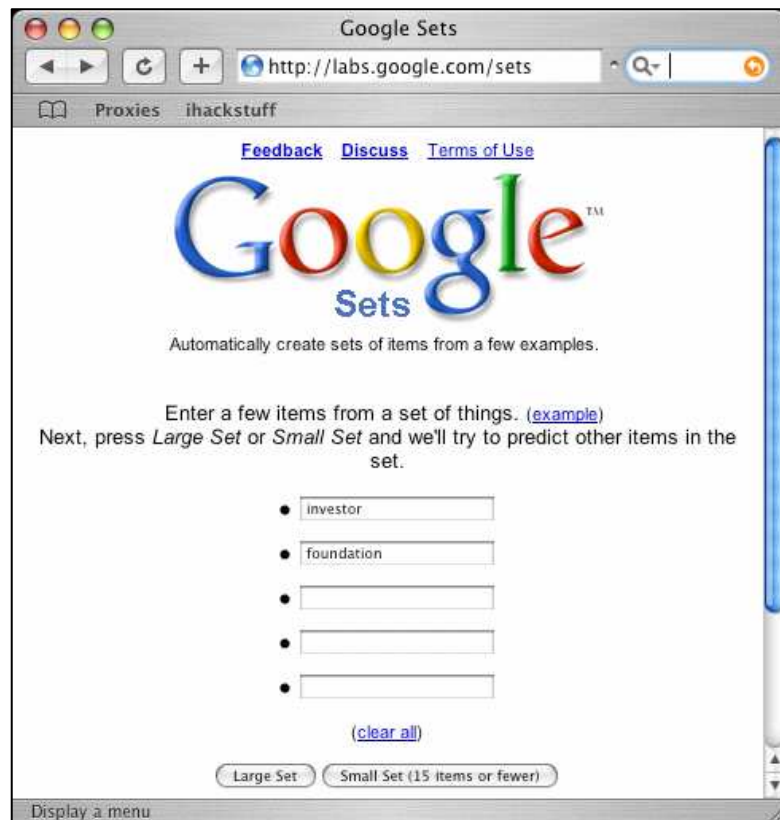 Google Sets
http://labs.google.com/sets
Proxies ihackstuff
Feedback Discuss Terms of Use
Google™
Sets
Automatically create sets of items from a few examples.
Enter a few items from a set of things. (example)
Next, press Large Set or Small Set and we'll try to predict other items in the
set.
investor
foundation
(clear all)
Large Set Small Set (15 items or fewer)
Display a menu